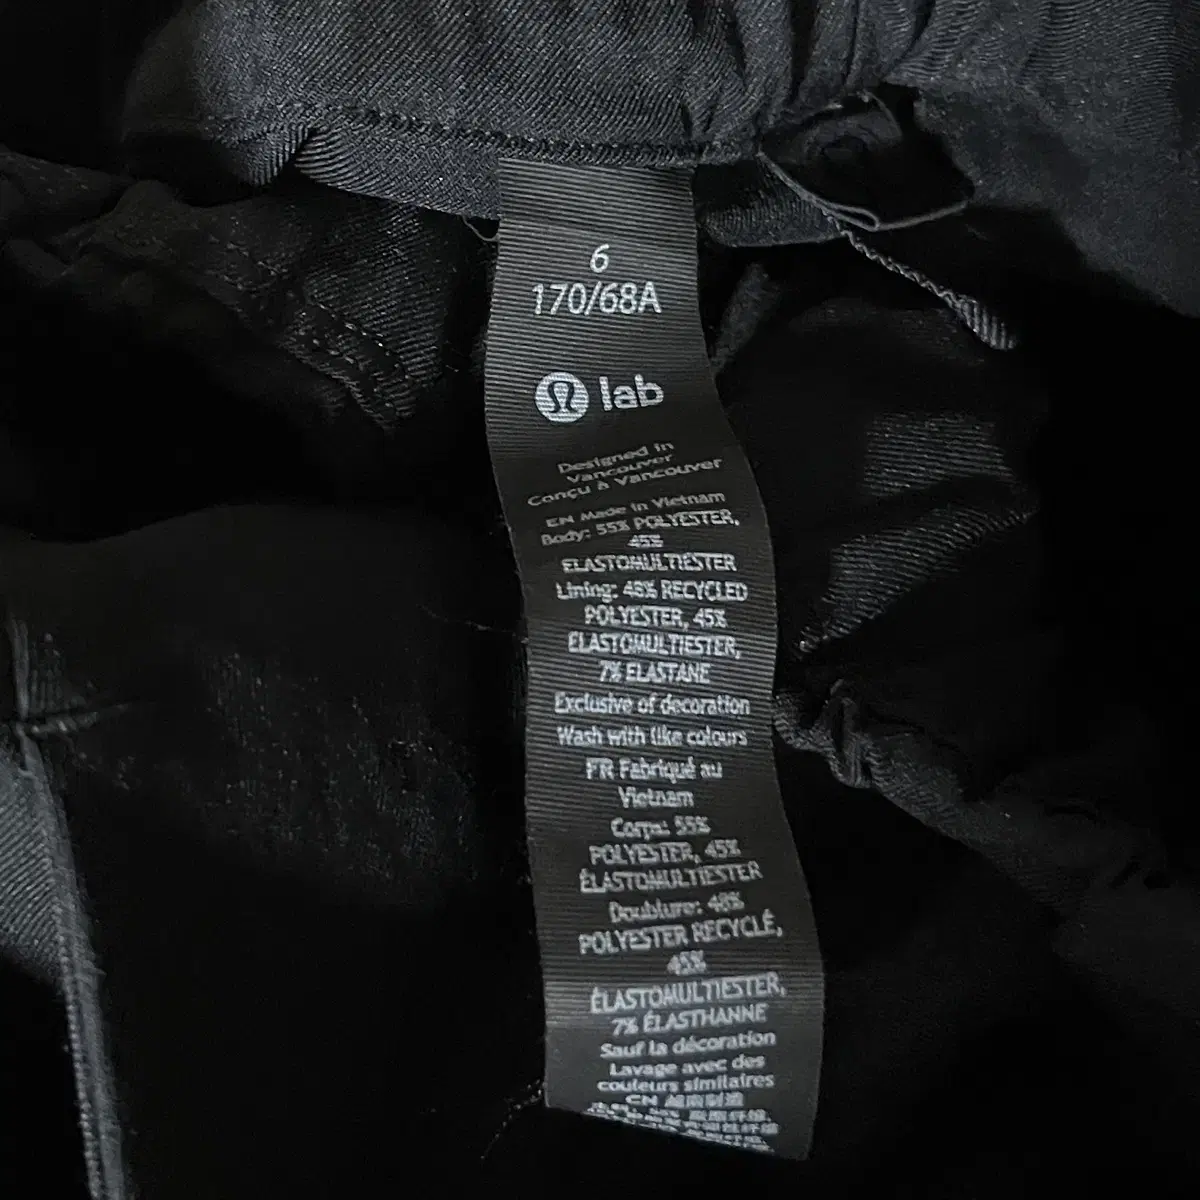 6
170/68A
lab
Designed in
Vancouver
Conçu à Vancouver
EN Made in Vietnam
Body: 55% POLYESTER,
45%
ELASTOMULTIESTER
Lining: 48% RECYCLED
POLYESTER, 45%
ELASTOMULTIESTER,
7% ELASTANE
Exclusive of decoration
Wash with like colours
FR Fabriqué au
Vietnam
Corps: 55%
POLYESTER, 45%
ÉLASTOMULTIESTER
Doublure: 48%
POLYESTER RECYCLÉ,
45%
ÉLASTOMULTIESTER,
7% ÉLASTHANNE
Sauf la décoration
Lavage avec des
couleurs similaires
CN